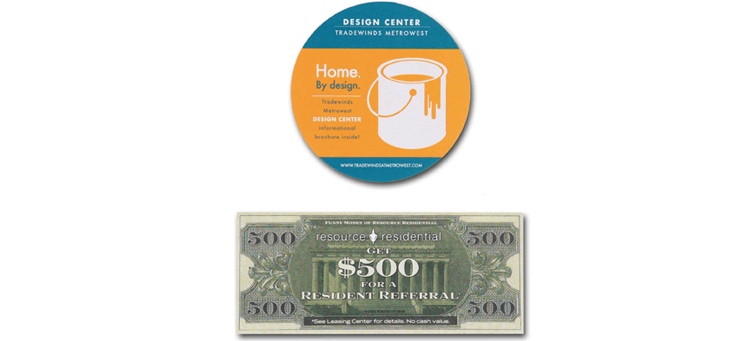 DESIGN CENTER
TRADEWINDS METROWEST
Home.
By design.
Tradewinds
Metrowest
DESIGN CENTER
informational
brochure inside!
WWW.TRADEWINDSATMETROWEST.COM
FUNNY MONEY OF RESOURCE RESIDENTIAL
500 500
resource residential
GET
$500
FOR A
RESIDENT REFERRAL*
500 500
*See Leasing Center for details. No cash value.